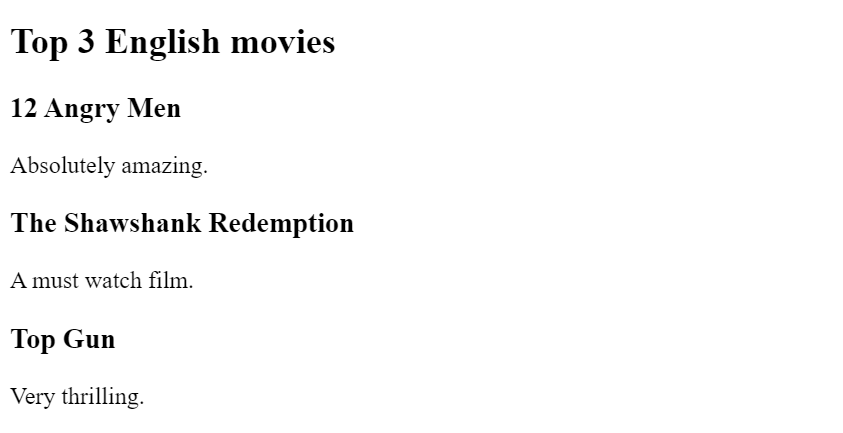 Top 3 English movies
12 Angry Men
Absolutely amazing.
The Shawshank Redemption
A must watch film.
Top Gun
Very thrilling.